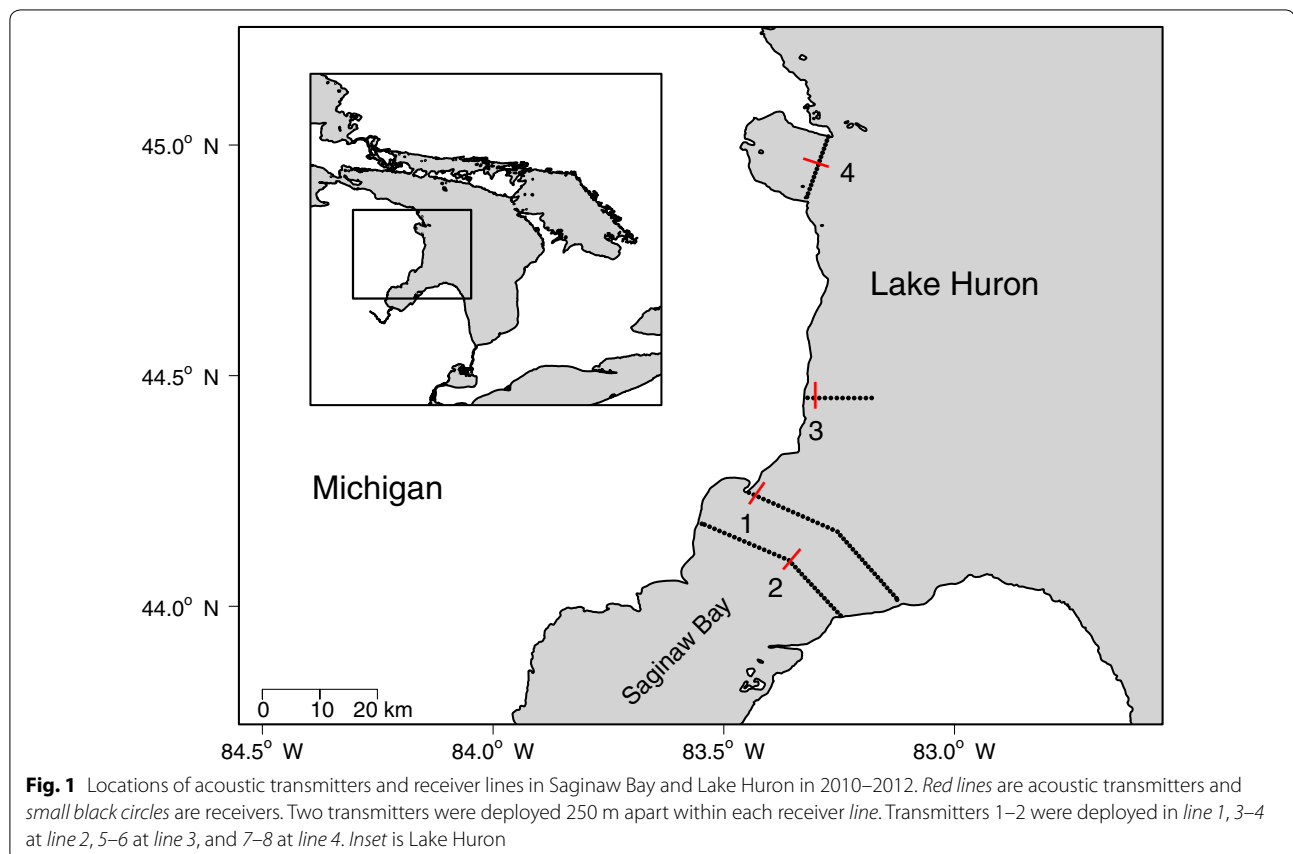 45.0° N
4
Lake Huron
44.5° N
3
Michigan
1
2
44.0° N
Saginaw Bay
0 10 20 km
84.5° W 84.0° W 83.5° W 83.0° W
Fig. 1 Locations of acoustic transmitters and receiver lines in Saginaw Bay and Lake Huron in 2010–2012. Red lines are acoustic transmitters and
small black circles are receivers. Two transmitters were deployed 250 m apart within each receiver line. Transmitters 1–2 were deployed in line 1, 3–4
at line 2, 5–6 at line 3, and 7–8 at line 4. Inset is Lake Huron